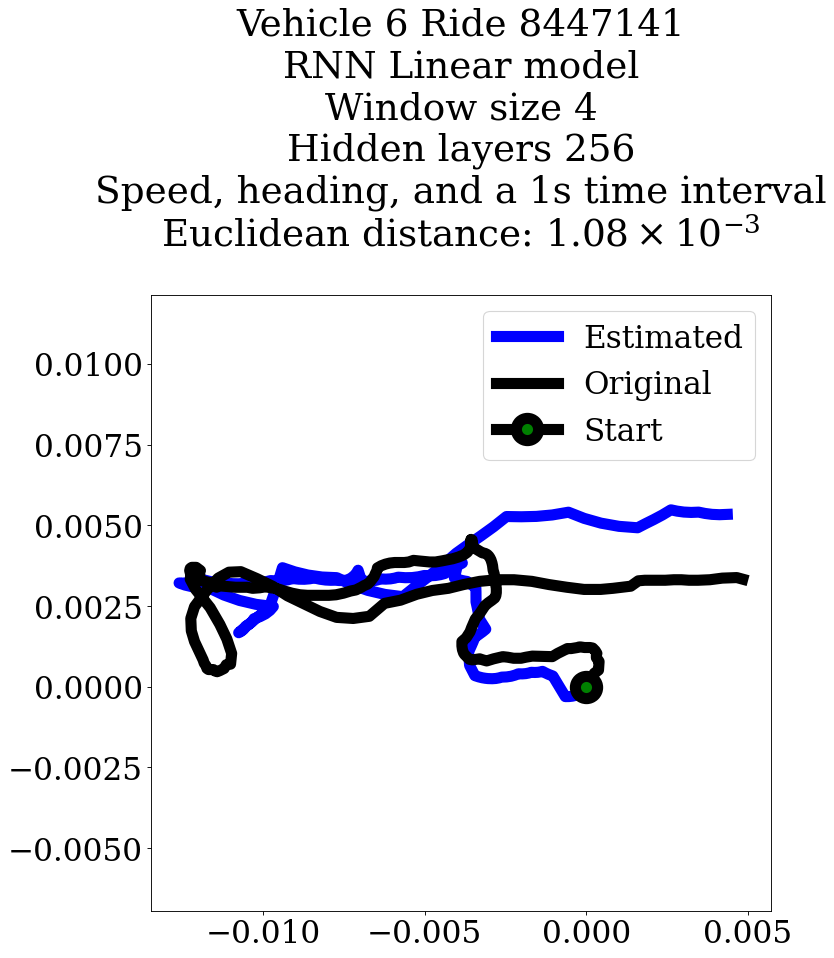 Vehicle 6 Ride 8447141
RNN Linear model
Window size 4
Hidden layers 256
Speed, heading, and a 1s time interval
Euclidean distance: 1.08 × 10⁻³
Estimated
Original
Start
0.0100
0.0075
0.0050
0.0025
0.0000
−0.0025
−0.0050
−0.010 −0.005 0.000 0.005